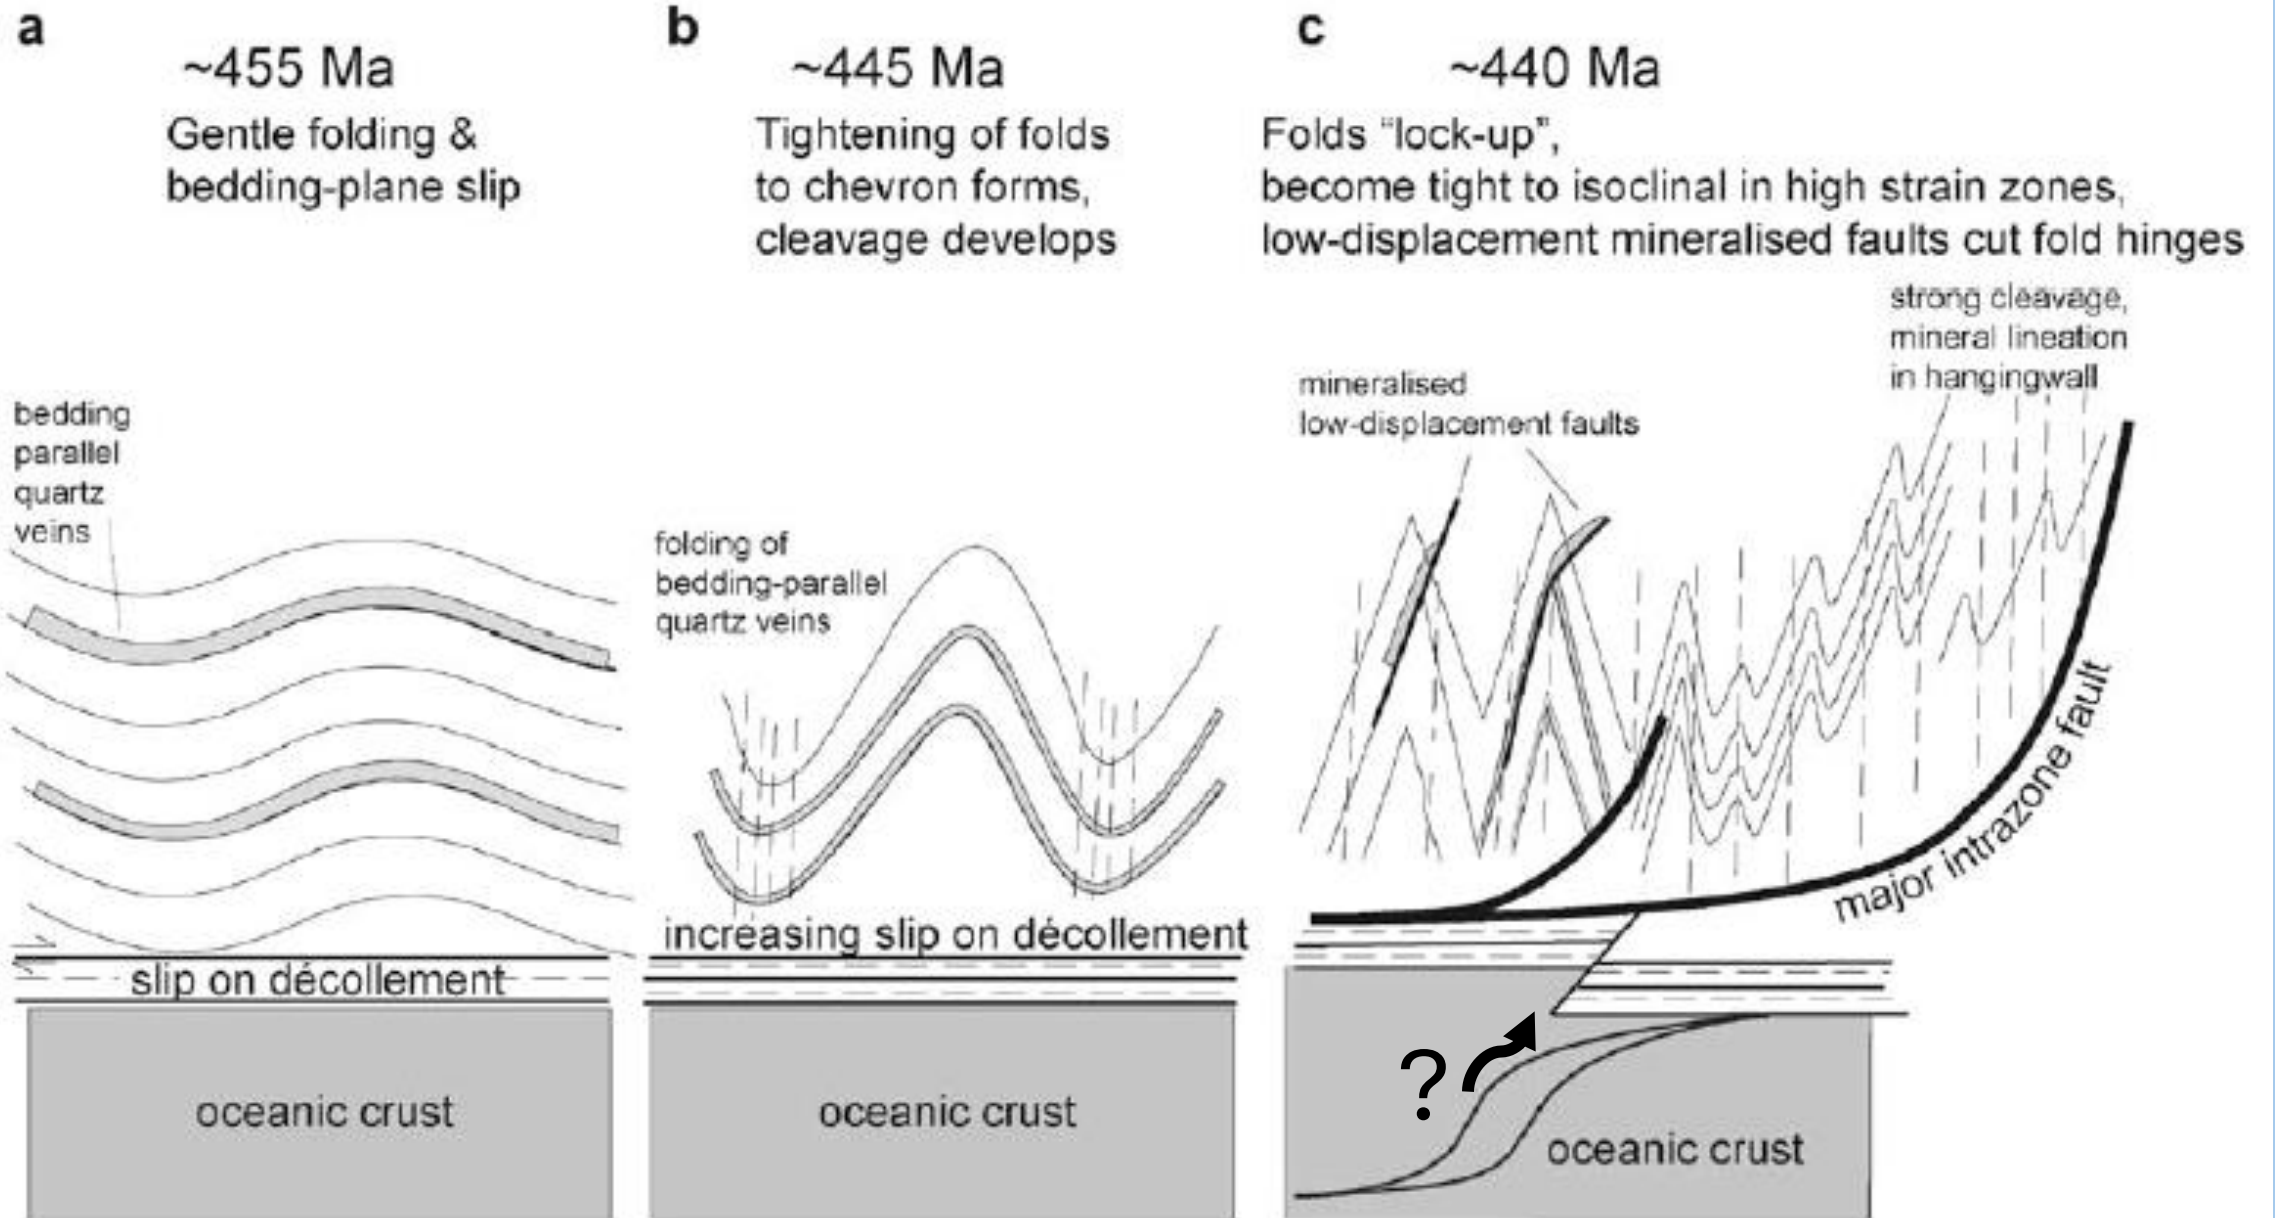 a
~455 Ma
Gentle folding &
bedding-plane slip
bedding
parallel
quartz
veins
slip on décollement
oceanic crust
b
~445 Ma
Tightening of folds
to chevron forms,
cleavage develops
folding of
bedding-parallel
quartz veins
increasing slip on décollement
oceanic crust
c
~440 Ma
Folds “lock-up”,
become tight to isoclinal in high strain zones,
low-displacement mineralised faults cut fold hinges
strong cleavage,
mineral lineation
in hangingwall
mineralised
low-displacement faults
major intrazone fault
?
oceanic crust